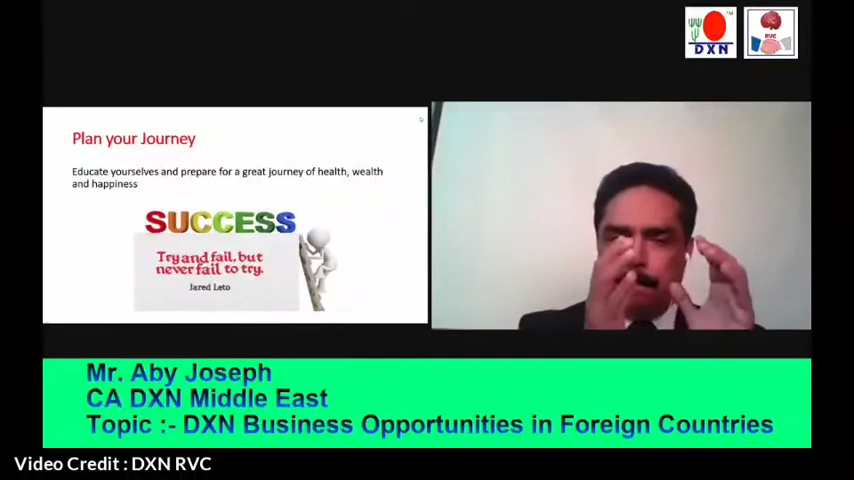 DXN
TM
RVC
Plan your Journey
Educate yourselves and prepare for a great journey of health, wealth
and happiness
SUCCESS
Try and fail, but
never fail to try.
Jared Leto
Mr. Aby Joseph
CA DXN Middle East
Topic :- DXN Business Opportunities in Foreign Countries
Video Credit : DXN RVC